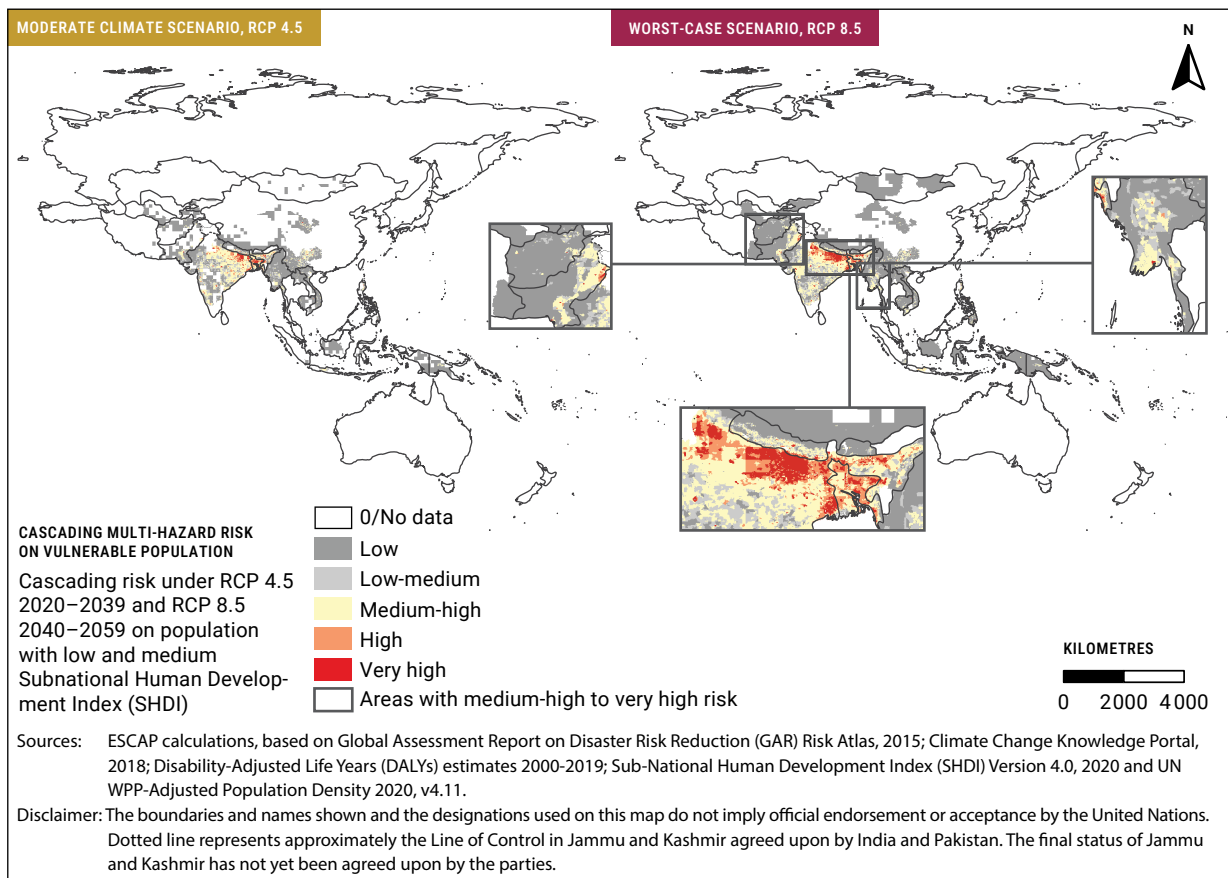 MODERATE CLIMATE SCENARIO, RCP 4.5
WORST-CASE SCENARIO, RCP 8.5
N
CASCADING MULTI-HAZARD RISK
ON VULNERABLE POPULATION
Cascading risk under RCP 4.5
2020–2039 and RCP 8.5
2040–2059 on population
with low and medium
Subnational Human Develop-
ment Index (SHDI)
0/No data
Low
Low-medium
Medium-high
High
Very high
Areas with medium-high to very high risk
KILOMETRES
0 2000 4 000
Sources: ESCAP calculations, based on Global Assessment Report on Disaster Risk Reduction (GAR) Risk Atlas, 2015; Climate Change Knowledge Portal,
2018; Disability-Adjusted Life Years (DALYs) estimates 2000-2019; Sub-National Human Development Index (SHDI) Version 4.0, 2020 and UN
WPP-Adjusted Population Density 2020, v4.11.
Disclaimer: The boundaries and names shown and the designations used on this map do not imply official endorsement or acceptance by the United Nations.
Dotted line represents approximately the Line of Control in Jammu and Kashmir agreed upon by India and Pakistan. The final status of Jammu
and Kashmir has not yet been agreed upon by the parties.